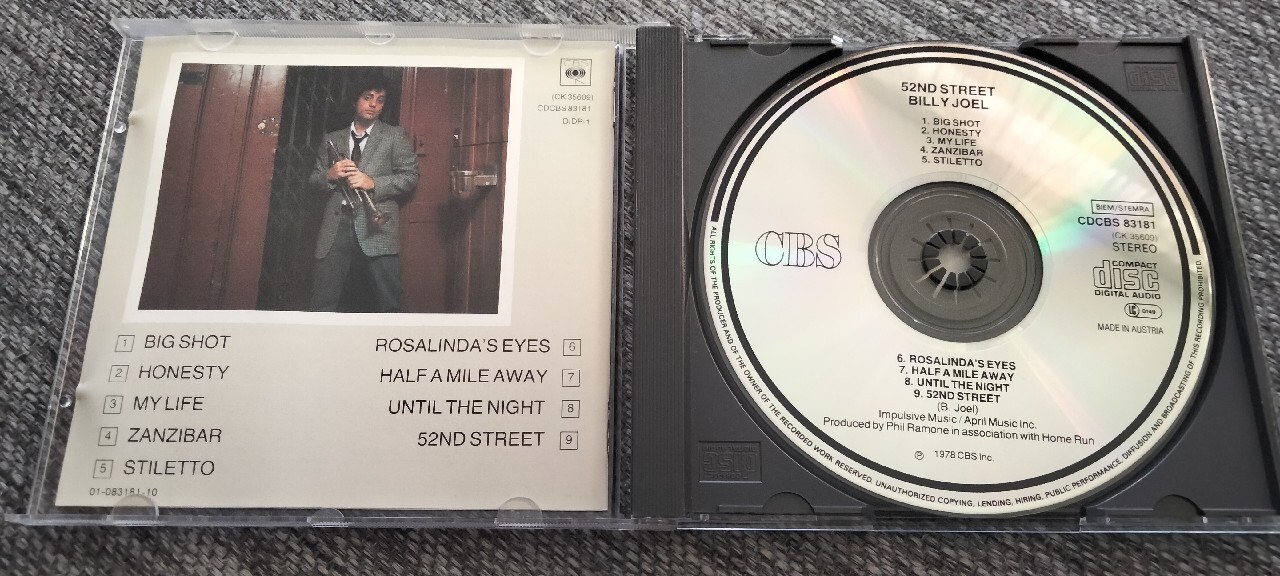 CBS
(CK 35609)
CDCBS 83181
D.DP-1
1 BIG SHOT
2 HONESTY
3 MY LIFE
4 ZANZIBAR
5 STILETTO
ROSALINDA'S EYES 6
HALF A MILE AWAY 7
UNTIL THE NIGHT 8
52ND STREET 9
01-083181-10
52ND STREET
BILLY JOEL
1. BIG SHOT
2. HONESTY
3. MY LIFE
4. ZANZIBAR
5. STILETTO
CBS
BIEM/STEMRA
CDCBS 83181
(CK 35609)
STEREO
COMPACT
disc
DIGITAL AUDIO
LC 0149
MADE IN AUSTRIA
6. ROSALINDA'S EYES
7. HALF A MILE AWAY
8. UNTIL THE NIGHT
9. 52ND STREET
(B. Joel)
Impulsive Music / April Music Inc.
Produced by Phil Ramone in association with Home Run
℗ 1978 CBS Inc.
ALL RIGHTS OF THE PRODUCER AND OF THE OWNER OF THE RECORDED WORK RESERVED. UNAUTHORIZED COPYING, LENDING, HIRING, PUBLIC PERFORMANCE, DIFFUSION AND BROADCASTING OF THIS RECORDING PROHIBITED.
disc
disc